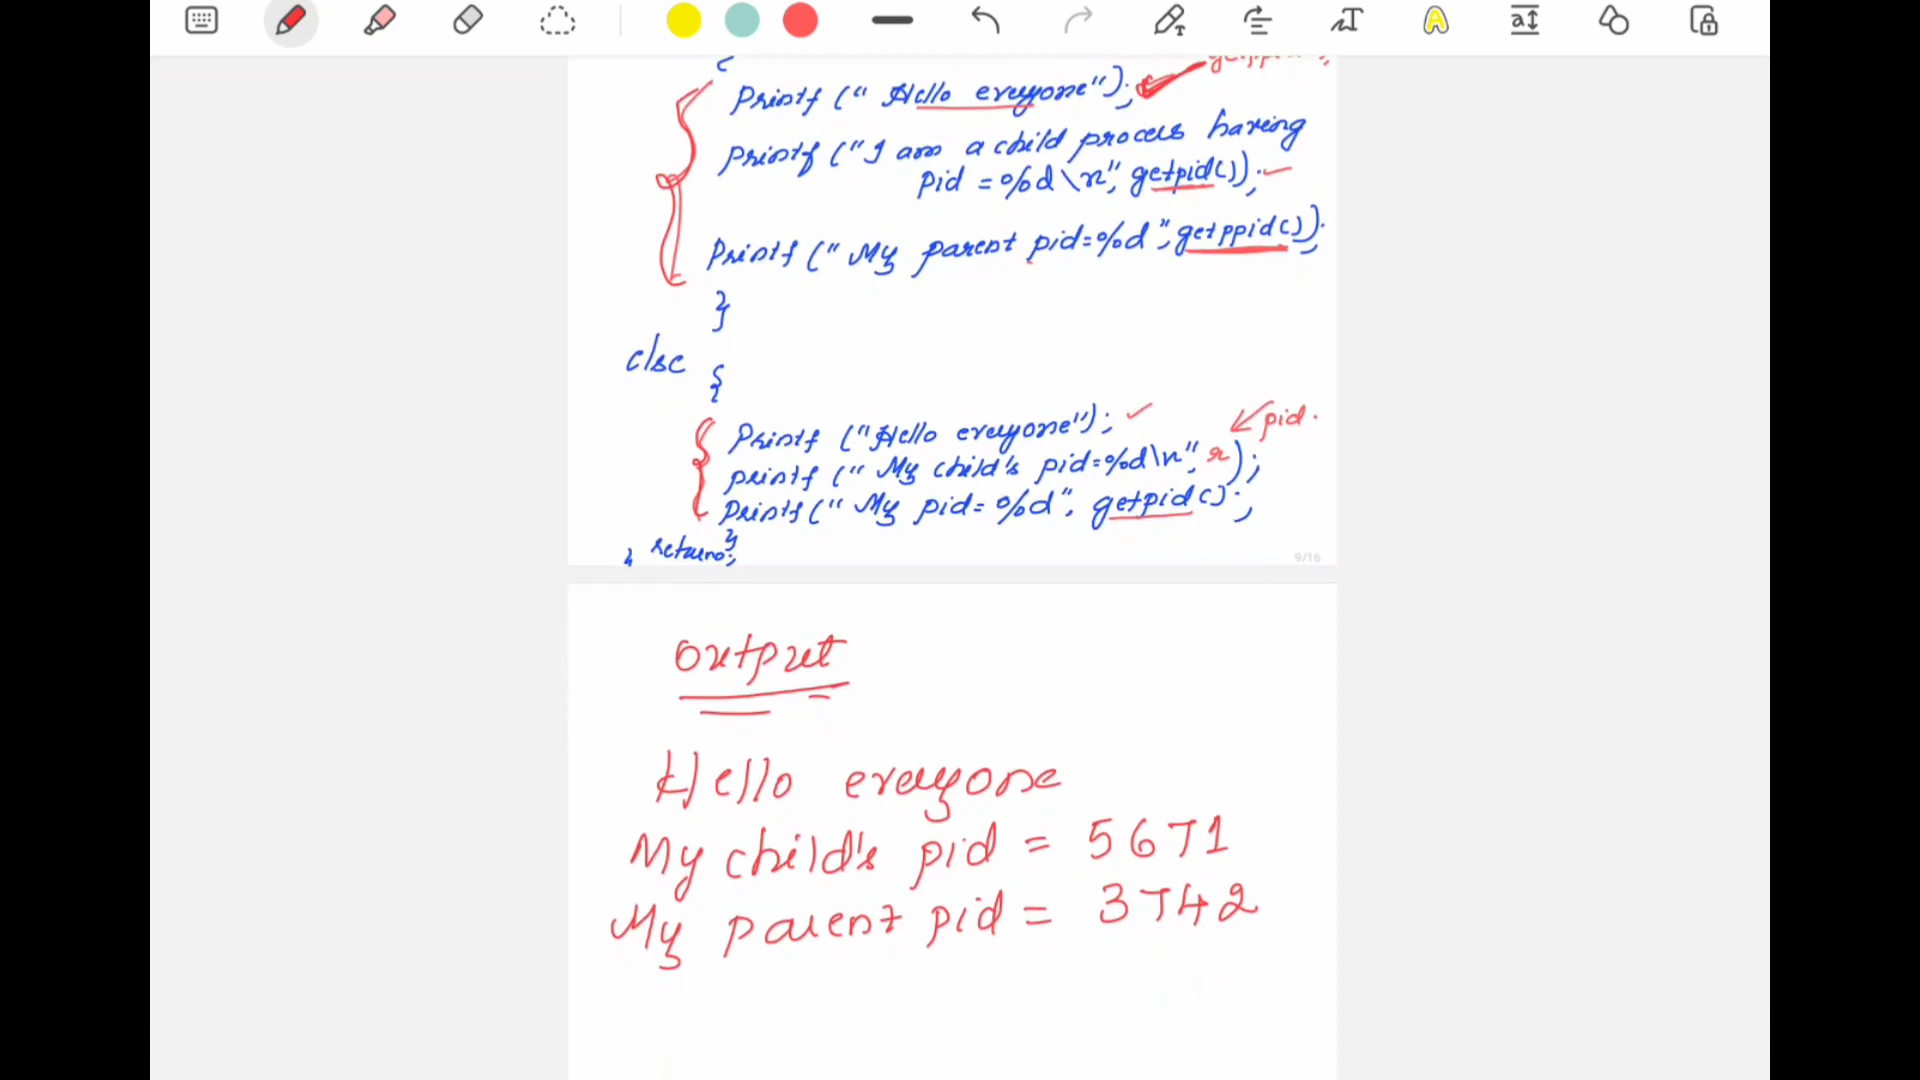 {
Printf (" Hello everyone");
printf ("I am a child process having
pid = %d \n", getpid());
Printf (" My parent pid=%d ", getppid());
}
else
{
Printf ("Hello everyone"); pid.
printf (" My child's pid=%d\n", r);
Printf (" My pid= %d", getpid();
}
} return;
9/16
output
Hello everyone
My child's pid = 5671
My parent pid = 3742